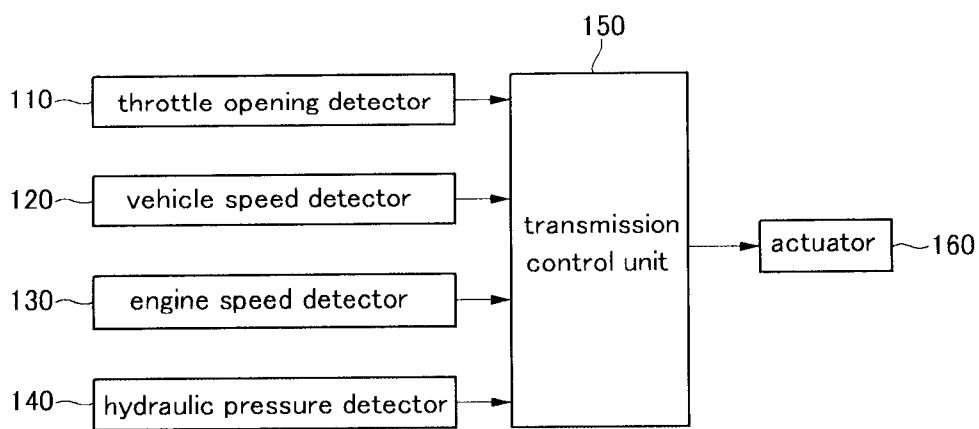 150
110
throttle opening detector
120
vehicle speed detector
transmission
control unit
actuator
160
130
engine speed detector
140
hydraulic pressure detector